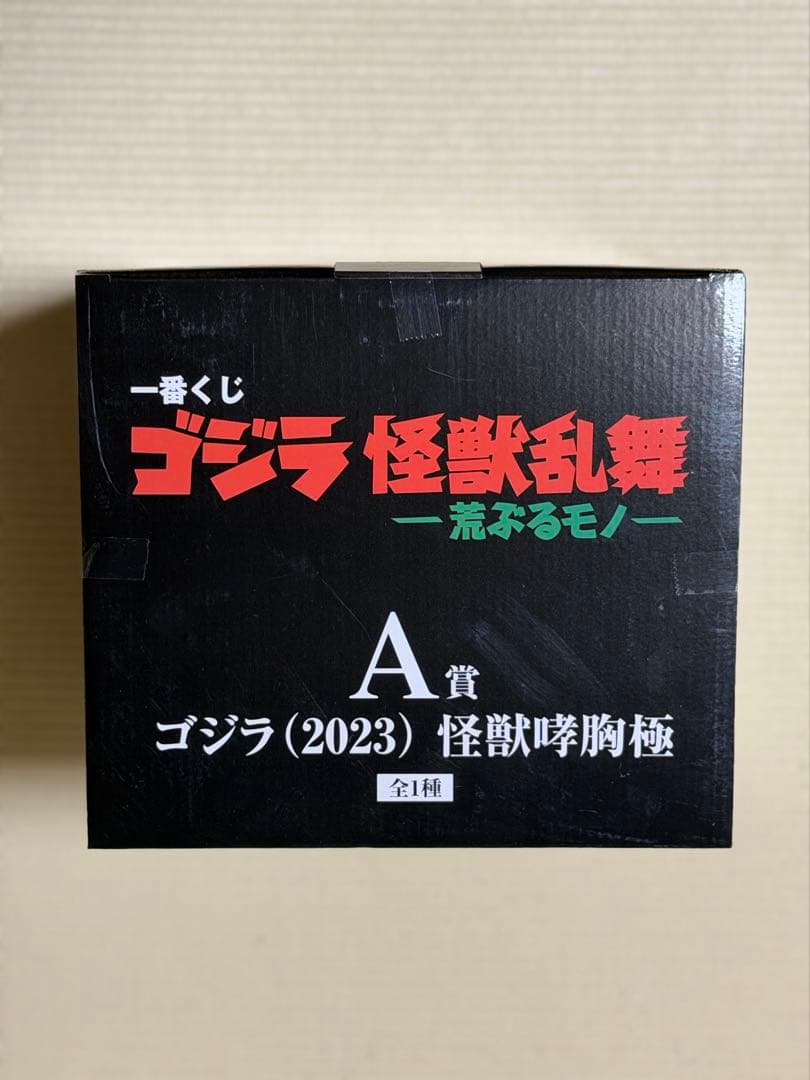 一番くじ
ゴジラ 怪獣乱舞
―荒ぶるモノ―
A賞
ゴジラ(2023) 怪獣哮胸極
全1種